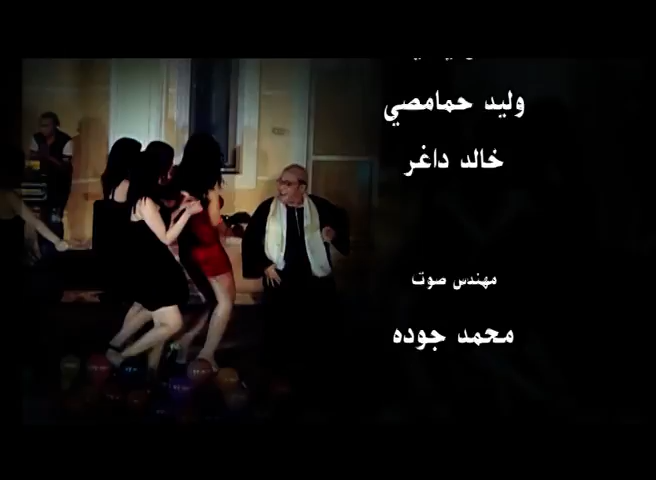 وليد حمامصي
خالد داغر
مهندس صوت
محمد جوده